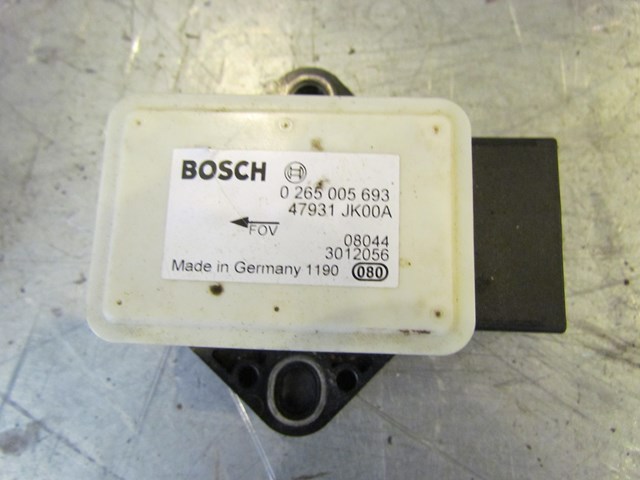 BOSCH
0 265 005 693
47931 JK00A
FOV
08044
3012056
Made in Germany 1190 080